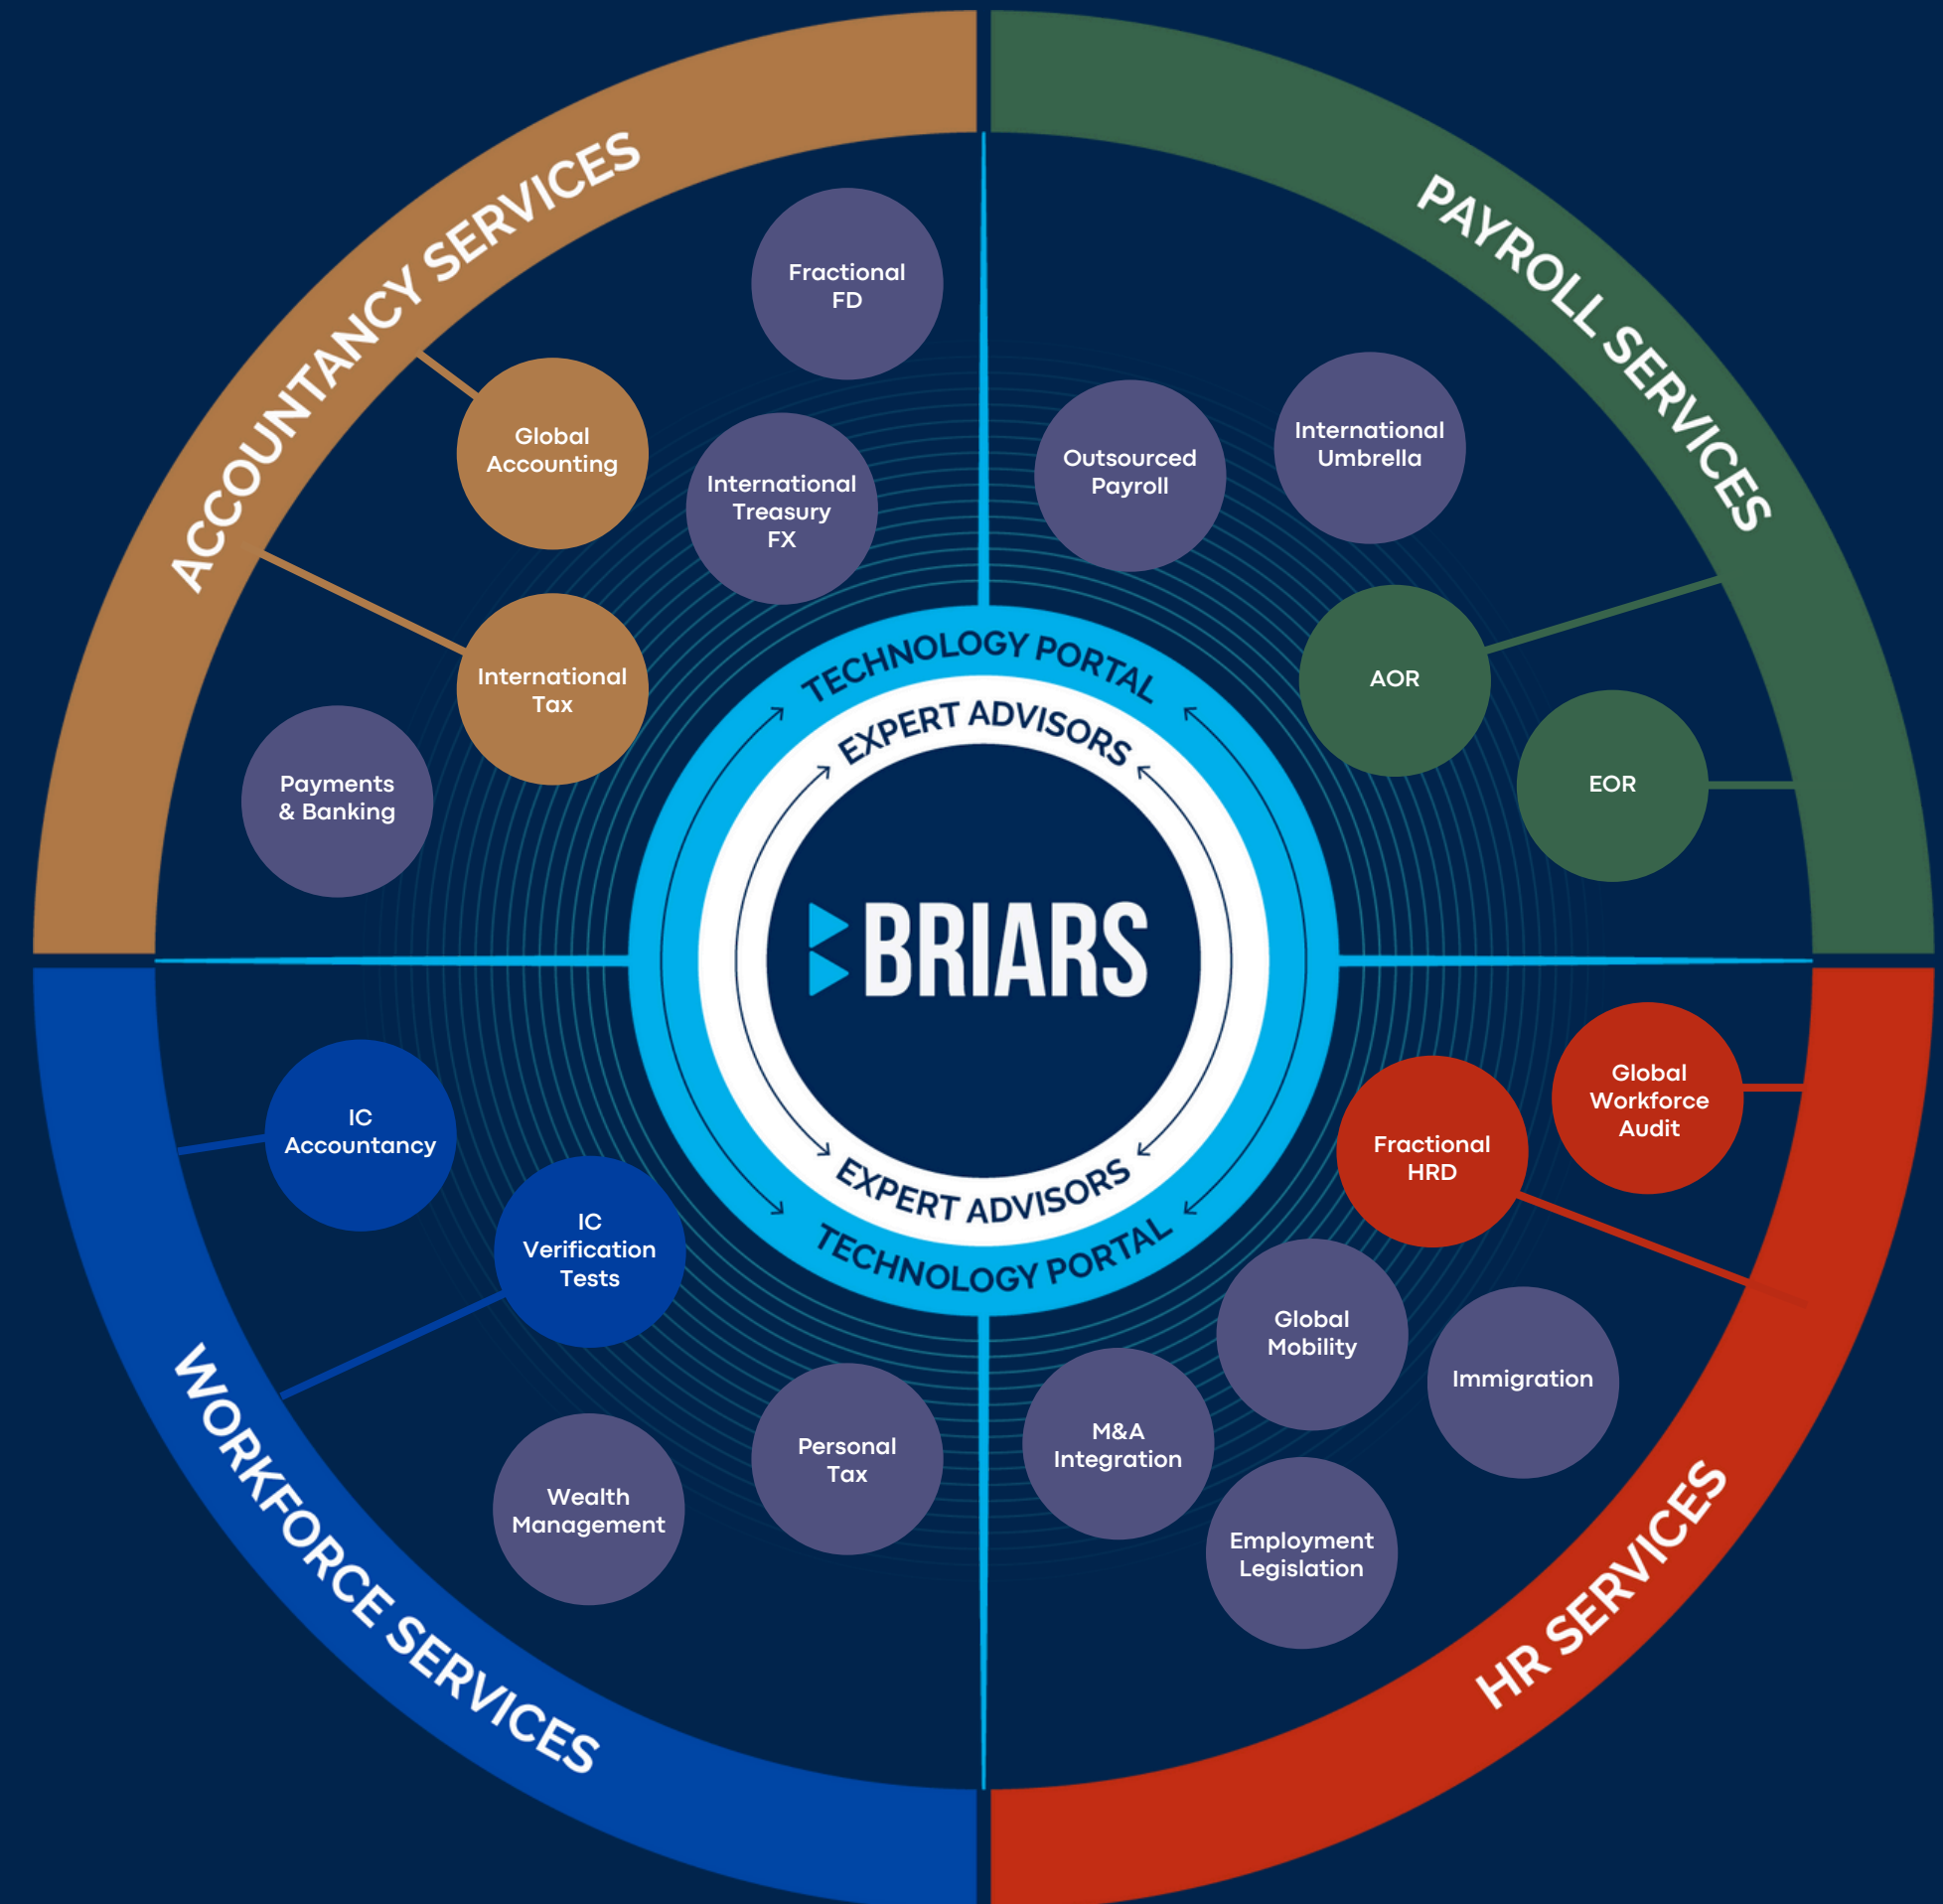 ACCOUNTANCY SERVICES
Fractional
FD
Global
Accounting
International
Treasury
FX
International
Tax
Payments
& Banking
PAYROLL SERVICES
Outsourced
Payroll
International
Umbrella
AOR
EOR
TECHNOLOGY PORTAL
EXPERT ADVISORS
BRIARS
EXPERT ADVISORS
TECHNOLOGY PORTAL
WORKFORCE SERVICES
IC
Accountancy
IC
Verification
Tests
Wealth
Management
Personal
Tax
HR SERVICES
Global
Workforce
Audit
Fractional
HRD
Global
Mobility
Immigration
M&A
Integration
Employment
Legislation